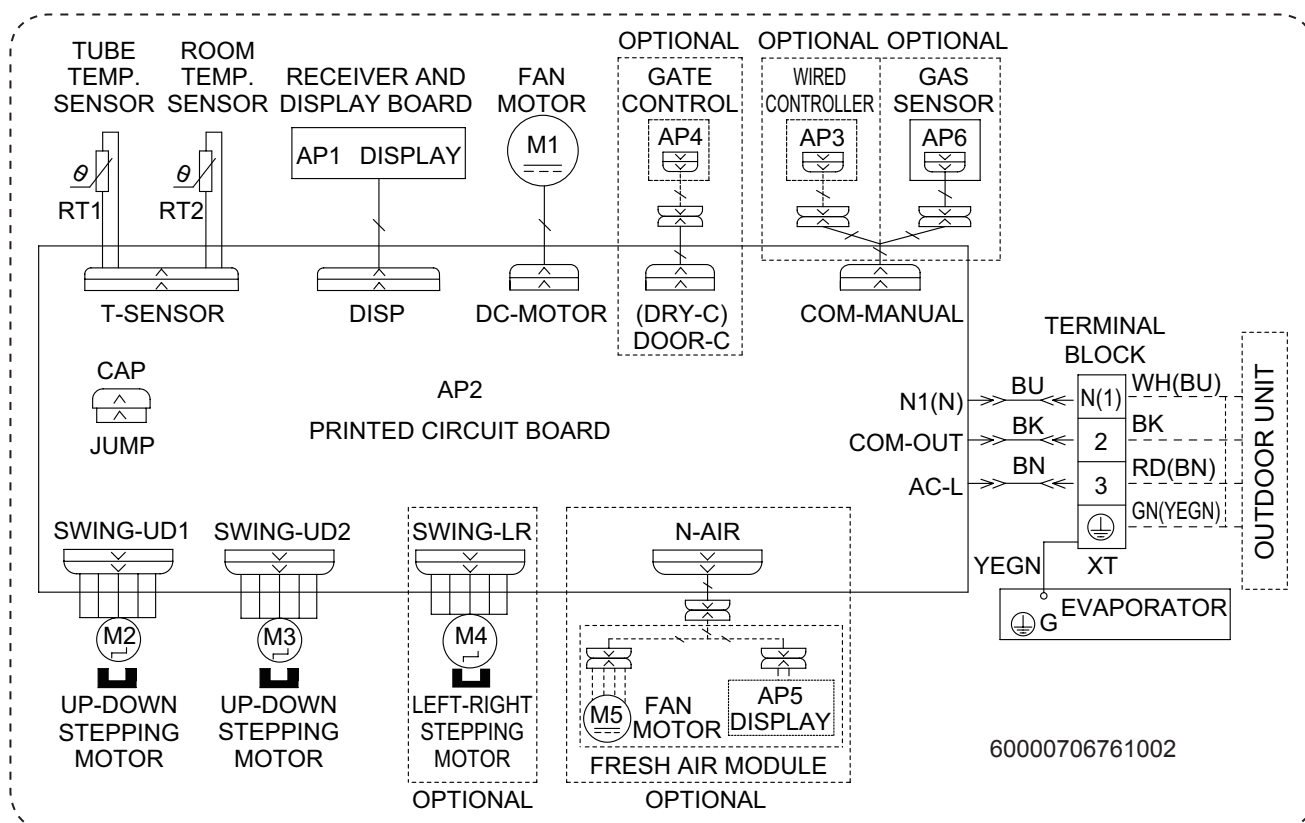 OPTIONAL OPTIONAL OPTIONAL
TUBE
TEMP.
SENSOR
ROOM
TEMP.
SENSOR
RECEIVER AND
DISPLAY BOARD
FAN
MOTOR
GATE
CONTROL
WIRED
CONTROLLER
GAS
SENSOR
AP1 DISPLAY
M1
AP4
AP3
AP6
θ
RT1
θ
RT2
T-SENSOR
DISP
DC-MOTOR
(DRY-C)
DOOR-C
COM-MANUAL
CAP
JUMP
AP2
PRINTED CIRCUIT BOARD
TERMINAL
BLOCK
N1(N)
BU
N(1)
WH(BU)
COM-OUT
BK
2
BK
AC-L
BN
3
RD(BN)
GN(YEGN)
YEGN
XT
OUTDOOR UNIT
EVAPORATOR
G
SWING-UD1
SWING-UD2
SWING-LR
N-AIR
M2
M3
M4
UP-DOWN
STEPPING
MOTOR
UP-DOWN
STEPPING
MOTOR
LEFT-RIGHT
STEPPING
MOTOR
OPTIONAL
M5
FAN
MOTOR
AP5
DISPLAY
FRESH AIR MODULE
OPTIONAL
60000706761002